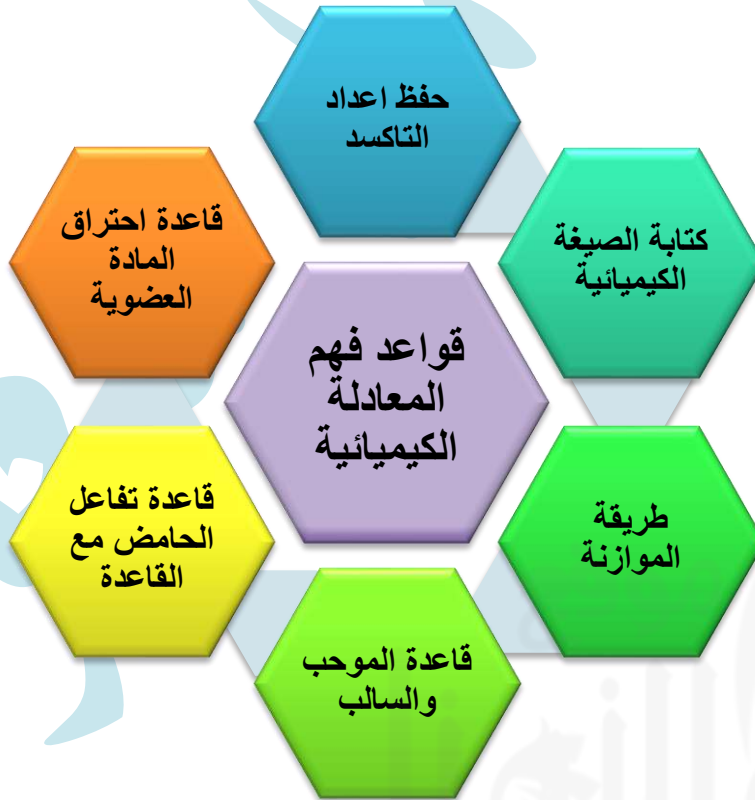 حفظ اعداد
التاكسد
كتابة الصيغة
الكيميائية
طريقة
الموازنة
قاعدة الموحب
والسالب
قاعدة تفاعل
الحامض مع
القاعدة
قاعدة احتراق
المادة
العضوية
قواعد فهم
المعادلة
الكيميائية